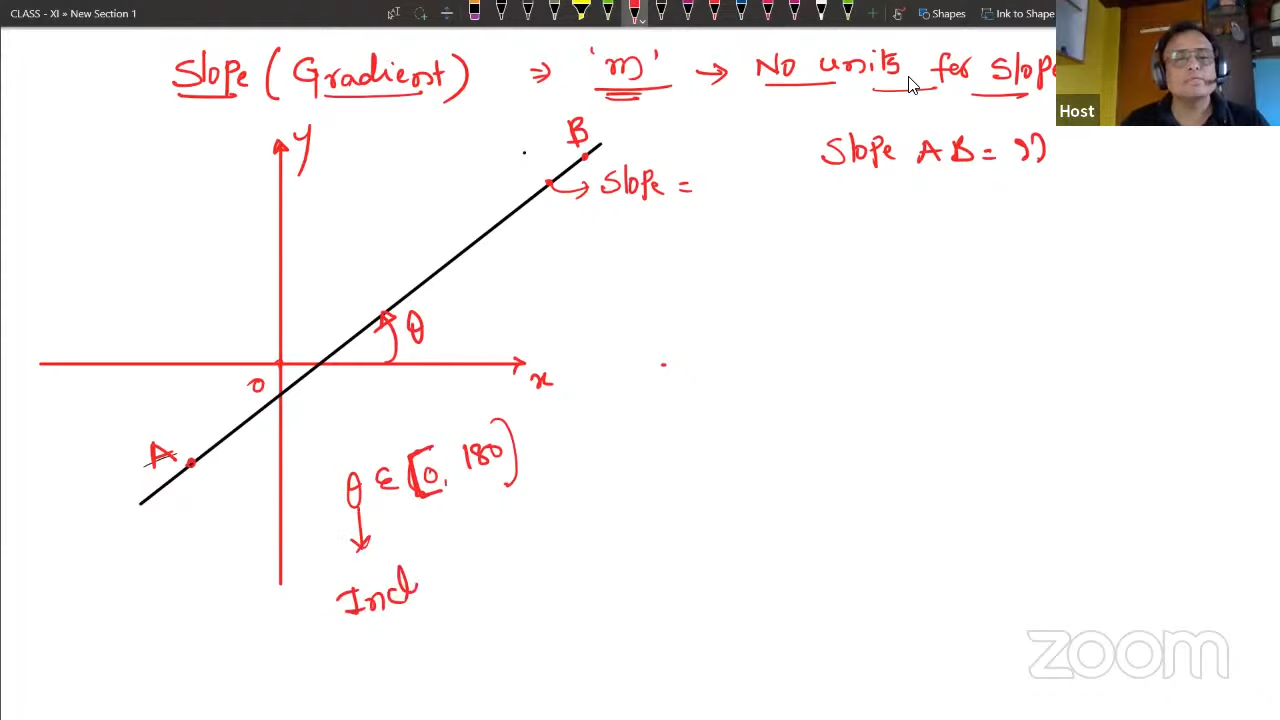 CLASS - XI » New Section 1
Shapes
Ink to Shape
Slope (Gradient) ⇒ 'm' → No units for Slope
Host
y
B
Slope AB =
Slope =
θ
0
x
A
θ ε [0, 180)
Incl
zoom